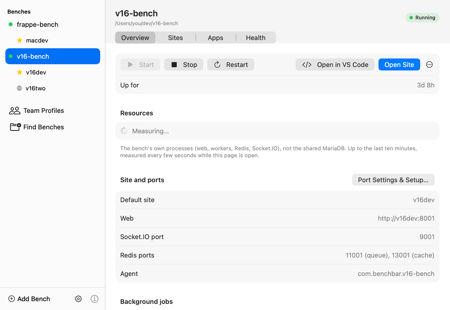 Benches
frappe-bench
macdev
v16-bench
v16dev
v16two
Team Profiles
Find Benches
Add Bench
v16-bench
/Users/you/dev/v16-bench
Running
Overview
Sites
Apps
Health
Start
Stop
Restart
Open in VS Code
Open Site
Up for
3d 8h
Resources
Measuring...
The bench's own processes (web, workers, Redis, Socket.IO), not the shared MariaDB. Up to the last ten minutes,
measured every few seconds while this page is open.
Site and ports
Port Settings & Setup...
Default site
v16dev
Web
http://v16dev:8001
Socket.IO port
9001
Redis ports
11001 (queue), 13001 (cache)
Agent
com.benchbar.v16-bench
Background jobs